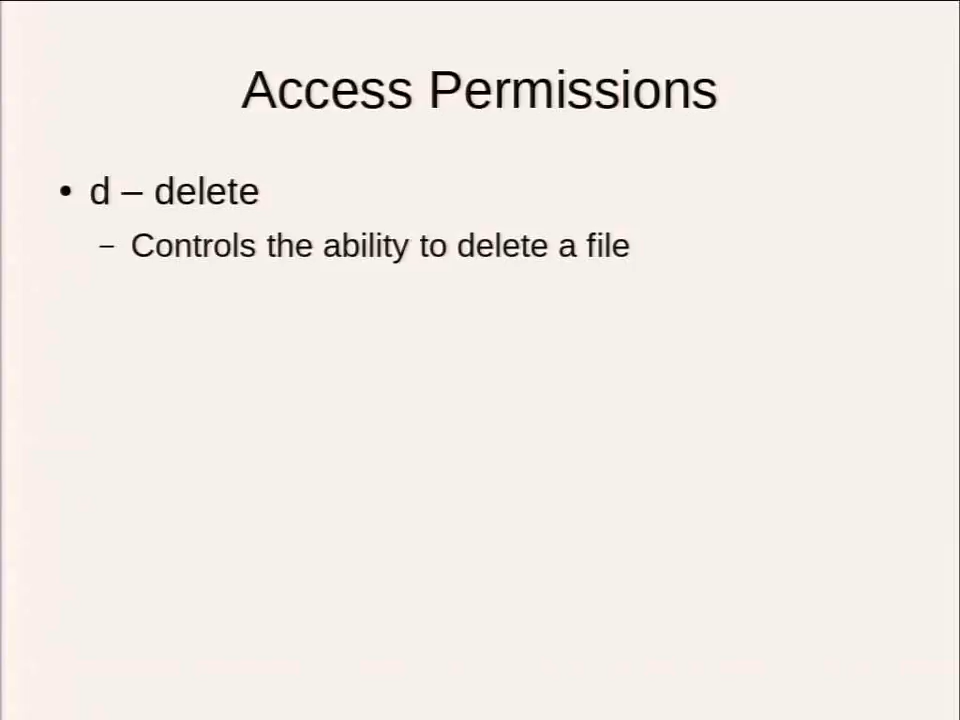 Access Permissions
• d – delete
– Controls the ability to delete a file